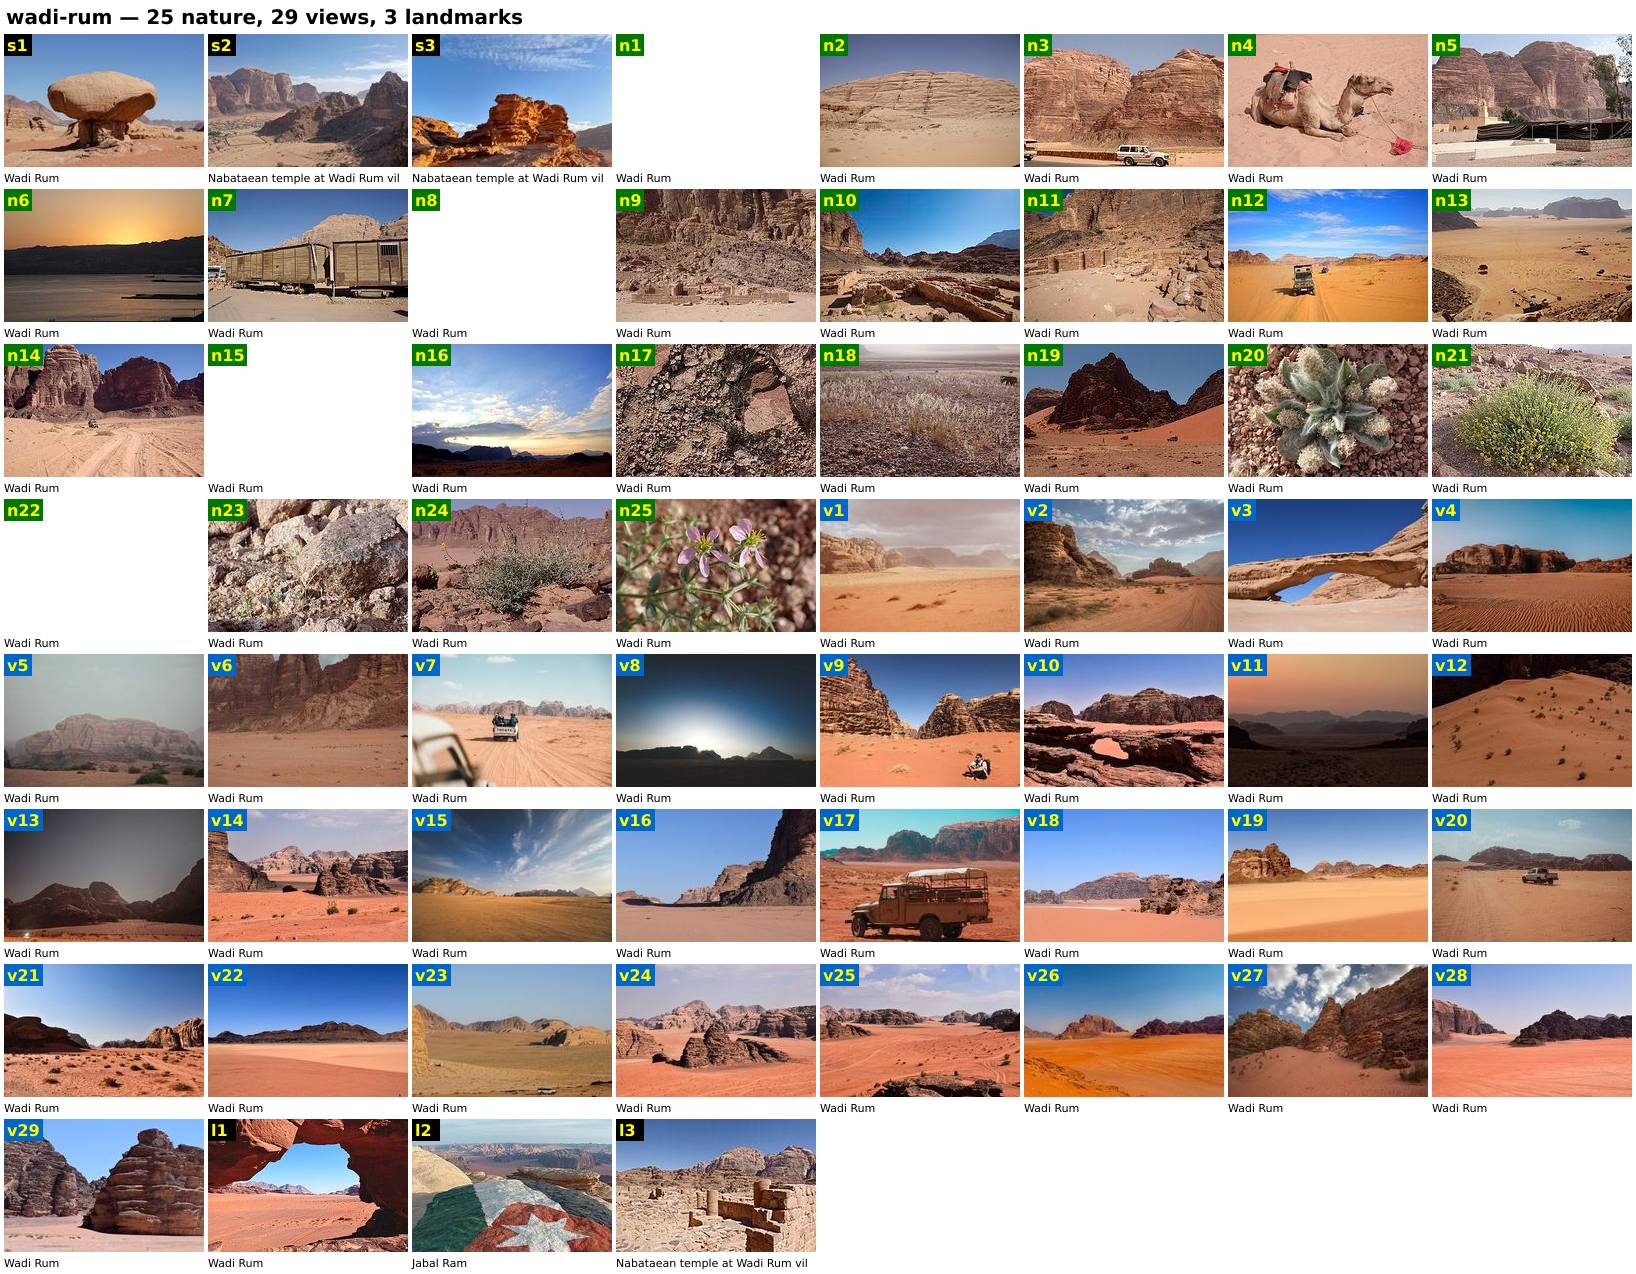 wadi-rum — 25 nature, 29 views, 3 landmarks
s1 s2 s3 n1 n2 n3 n4 n5
Wadi Rum Nabataean temple at Wadi Rum vil Nabataean temple at Wadi Rum vil Wadi Rum Wadi Rum Wadi Rum Wadi Rum Wadi Rum
n6 n7 n8 n9 n10 n11 n12 n13
Wadi Rum Wadi Rum Wadi Rum Wadi Rum Wadi Rum Wadi Rum Wadi Rum Wadi Rum
n14 n15 n16 n17 n18 n19 n20 n21
Wadi Rum Wadi Rum Wadi Rum Wadi Rum Wadi Rum Wadi Rum Wadi Rum Wadi Rum
n22 n23 n24 n25 v1 v2 v3 v4
Wadi Rum Wadi Rum Wadi Rum Wadi Rum Wadi Rum Wadi Rum Wadi Rum Wadi Rum
v5 v6 v7 v8 v9 v10 v11 v12
Wadi Rum Wadi Rum Wadi Rum Wadi Rum Wadi Rum Wadi Rum Wadi Rum Wadi Rum
v13 v14 v15 v16 v17 v18 v19 v20
Wadi Rum Wadi Rum Wadi Rum Wadi Rum Wadi Rum Wadi Rum Wadi Rum Wadi Rum
v21 v22 v23 v24 v25 v26 v27 v28
Wadi Rum Wadi Rum Wadi Rum Wadi Rum Wadi Rum Wadi Rum Wadi Rum Wadi Rum
v29 l1 l2 l3
Wadi Rum Wadi Rum Jabal Ram Nabataean temple at Wadi Rum vil